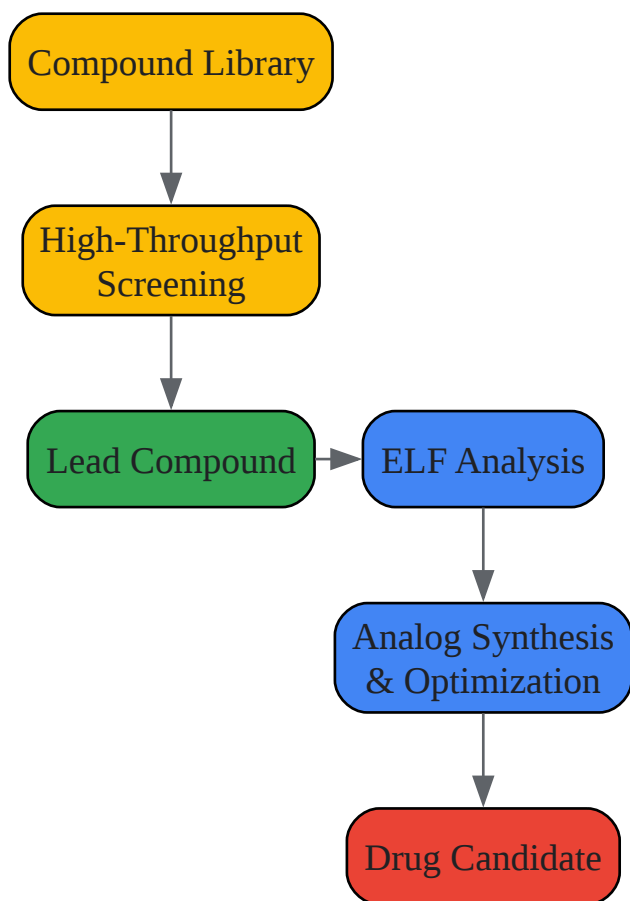 Compound Library
High-Throughput
Screening
Lead Compound
ELF Analysis
Analog Synthesis
& Optimization
Drug Candidate